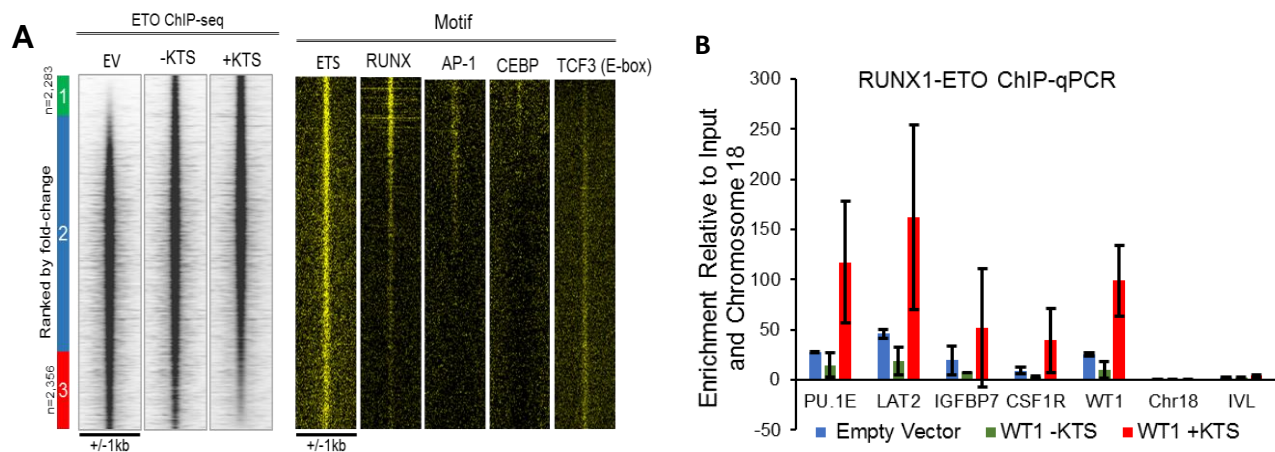 A
ETO ChIP-seq
Motif
EV
-KTS
+KTS
ETS
RUNX
AP-1
CEBP
TCF3 (E-box)
n=2,283
1
Ranked by fold-change
2
n=2,356
3
+/-1kb
+/-1kb
B
RUNX1-ETO ChIP-qPCR
Enrichment Relative to Input
and Chromosome 18
300
250
200
150
100
50
0
-50
PU.1E
LAT2
IGFBP7
CSF1R
WT1
Chr18
IVL
Empty Vector
WT1 -KTS
WT1 +KTS